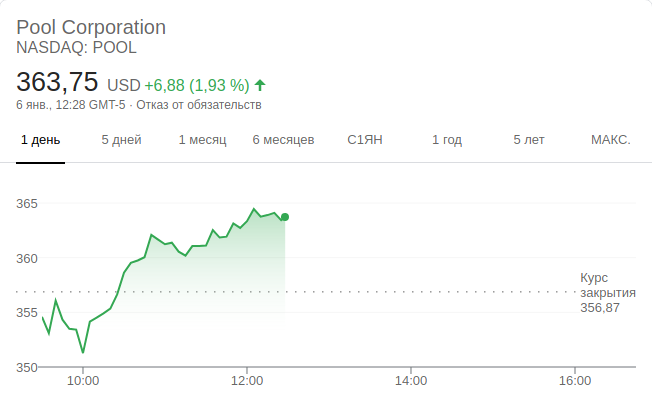 Pool Corporation
NASDAQ: POOL
363,75 USD +6,88 (1,93 %)
6 янв., 12:28 GMT-5 · Отказ от обязательств
1 день 5 дней 1 месяц 6 месяцев С1ЯН 1 год 5 лет МАКС.
365
360
Курс
закрытия
356,87
355
350
10:00 12:00 14:00 16:00